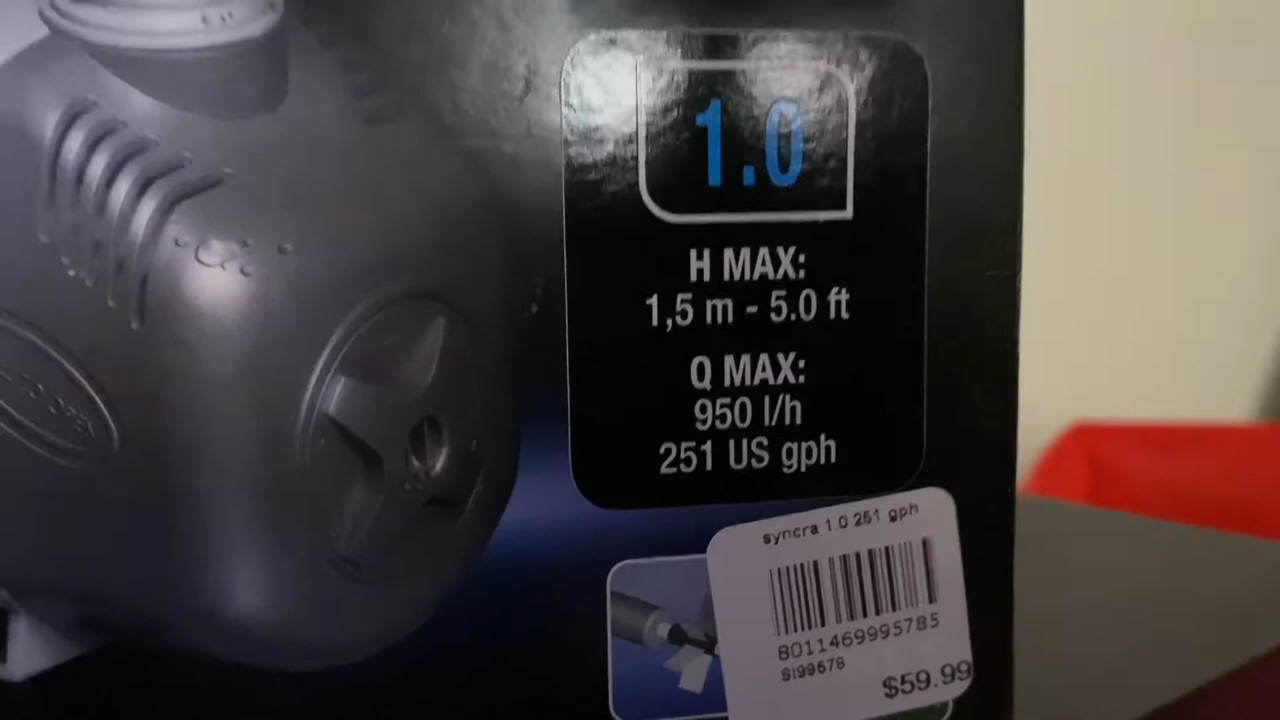 1.0
H MAX:
1,5 m - 5.0 ft
Q MAX:
950 l/h
251 US gph
syncra 1.0 251 gph
8011469995785
SI99578
$59.99